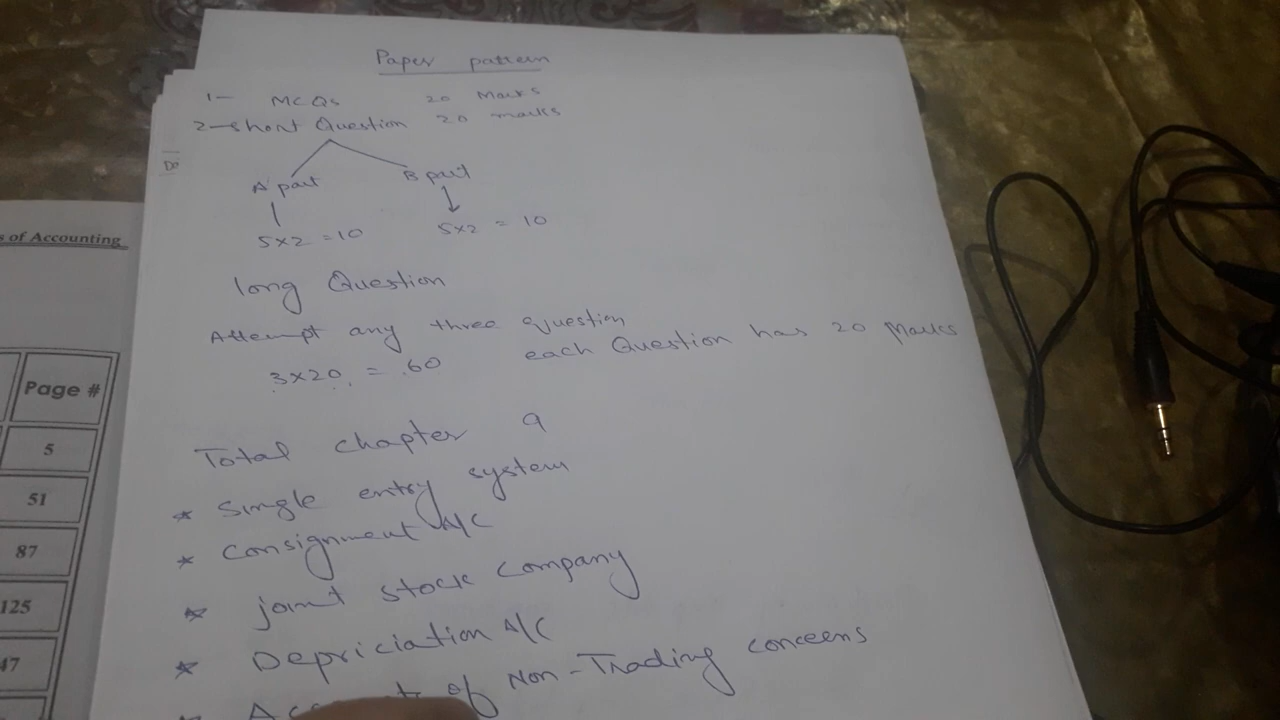 Paper pattern
1- MCQs 20 Marks
2- Short Question 20 marks
A part B part
5x2 = 10 5x2 = 10
long Question
Attempt any three Question
each Question has 20 Marks
3x20 = 60
Total chapter 9
* Single entry system
* Consignment A/C
* joint stock company
* Depriciation A/C
of Non-Trading concerns
s of Accounting
Page #
5
51
87
125
47